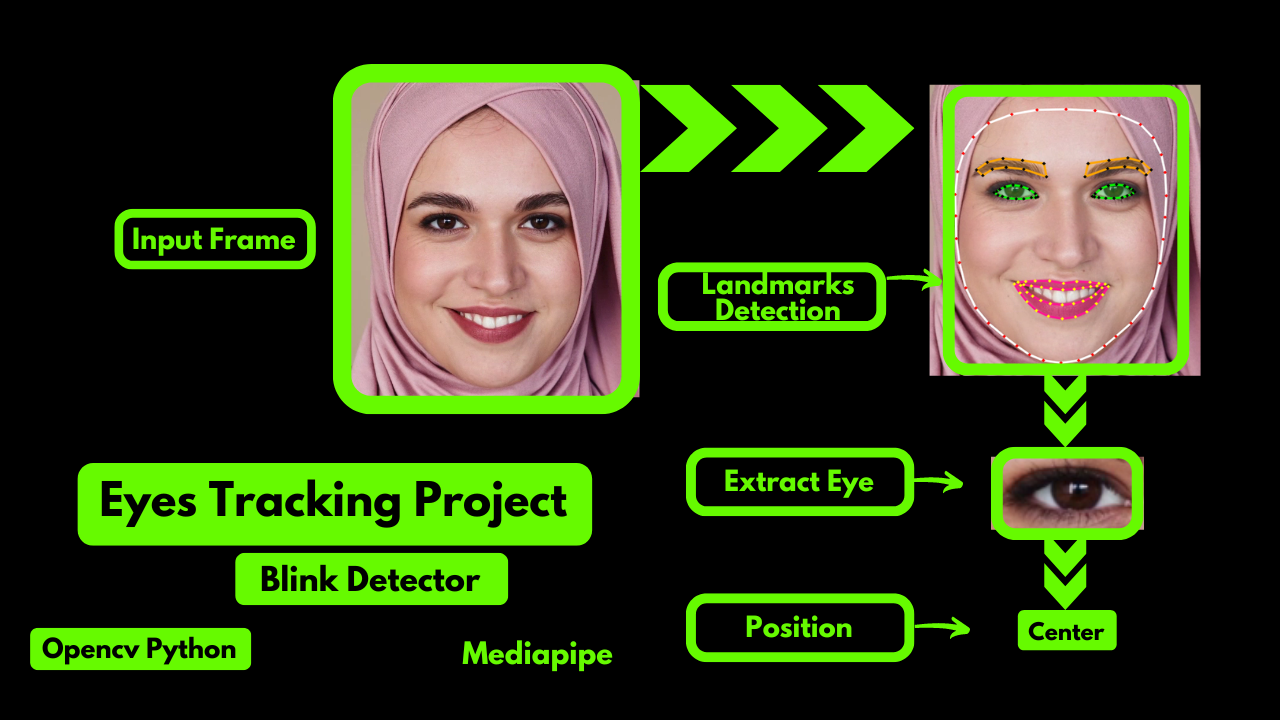 Input Frame
Landmarks
Detection
Extract Eye
Eyes Tracking Project
Blink Detector
Position
Center
Opencv Python
Mediapipe